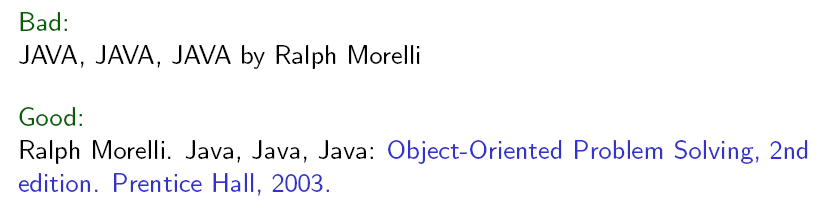 Bad:
JAVA, JAVA, JAVA by Ralph Morelli
Good:
Ralph Morelli. Java, Java, Java: Object-Oriented Problem Solving, 2nd
edition. Prentice Hall, 2003.